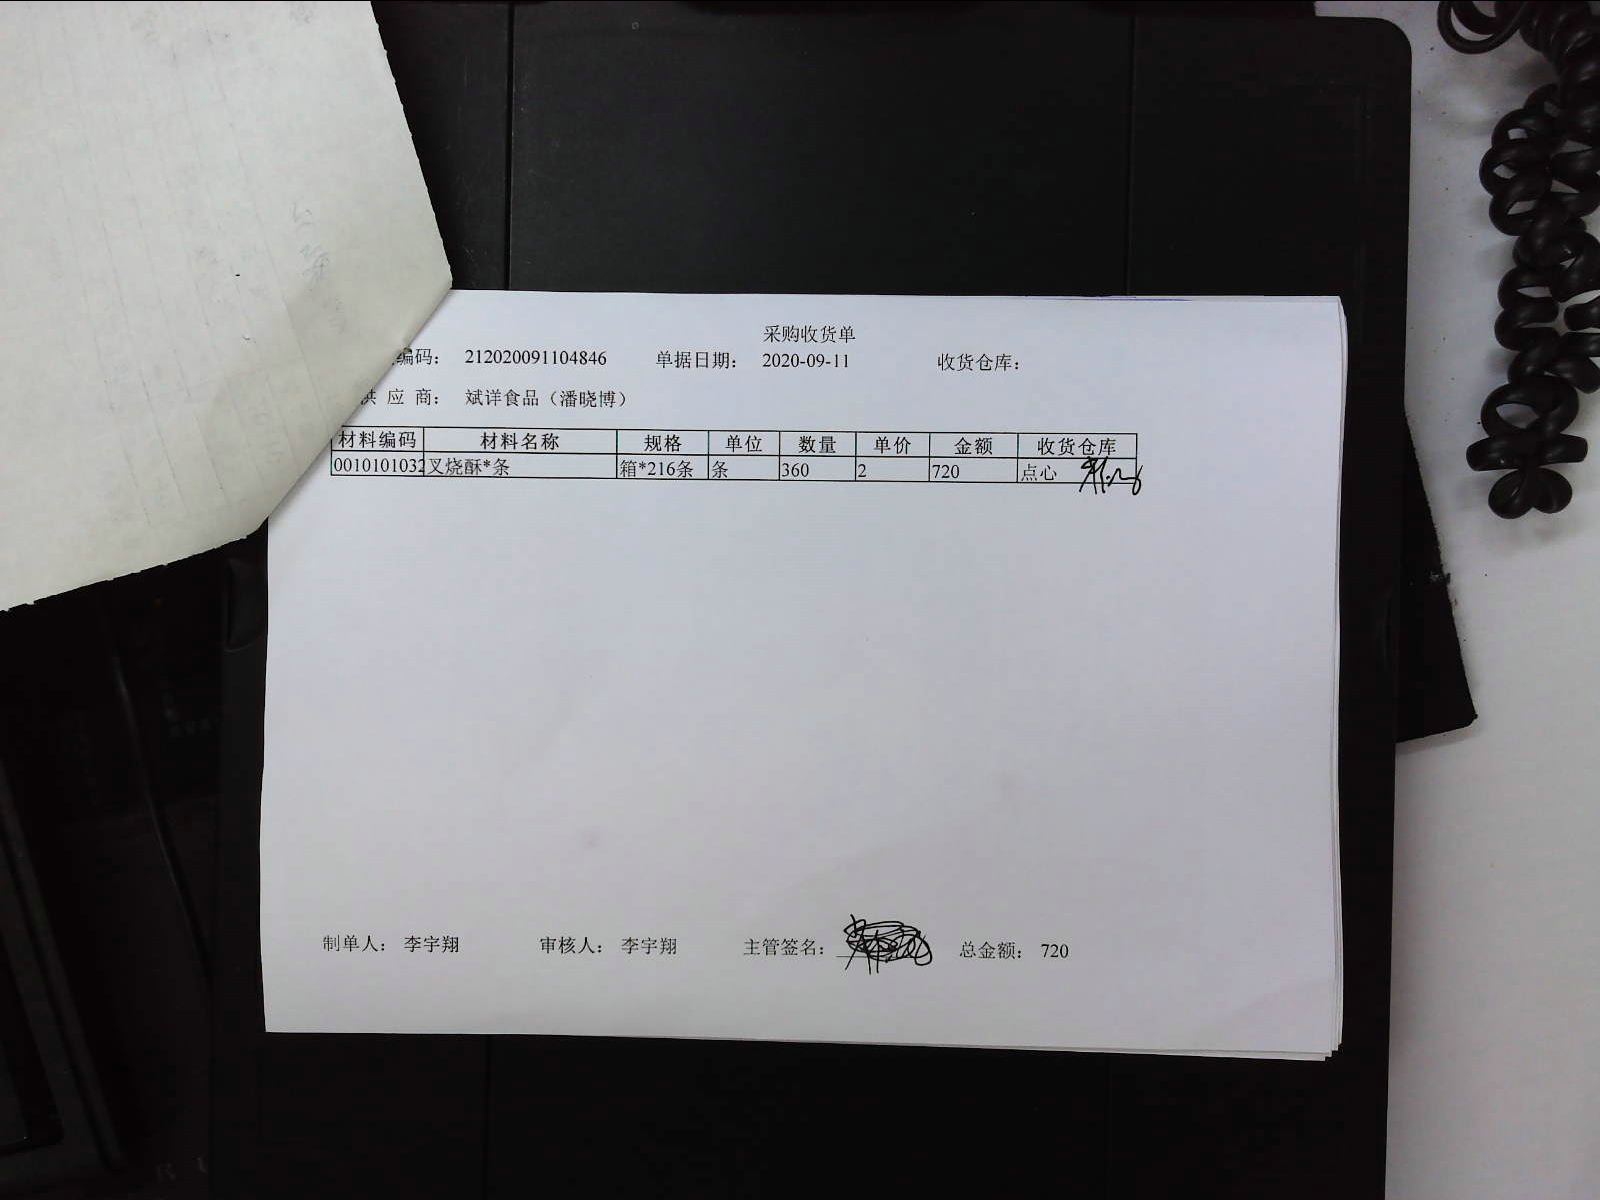 采购收货单
编码： 212020091104846 单据日期： 2020-09-11 收货仓库：
供 应 商： 斌详食品（潘晓博）
材料编码 材料名称 规格 单位 数量 单价 金额 收货仓库
0010101032 叉烧酥*条 箱*216条 条 360 2 720 点心
制单人： 李宇翔 审核人： 李宇翔 主管签名： 总金额： 720